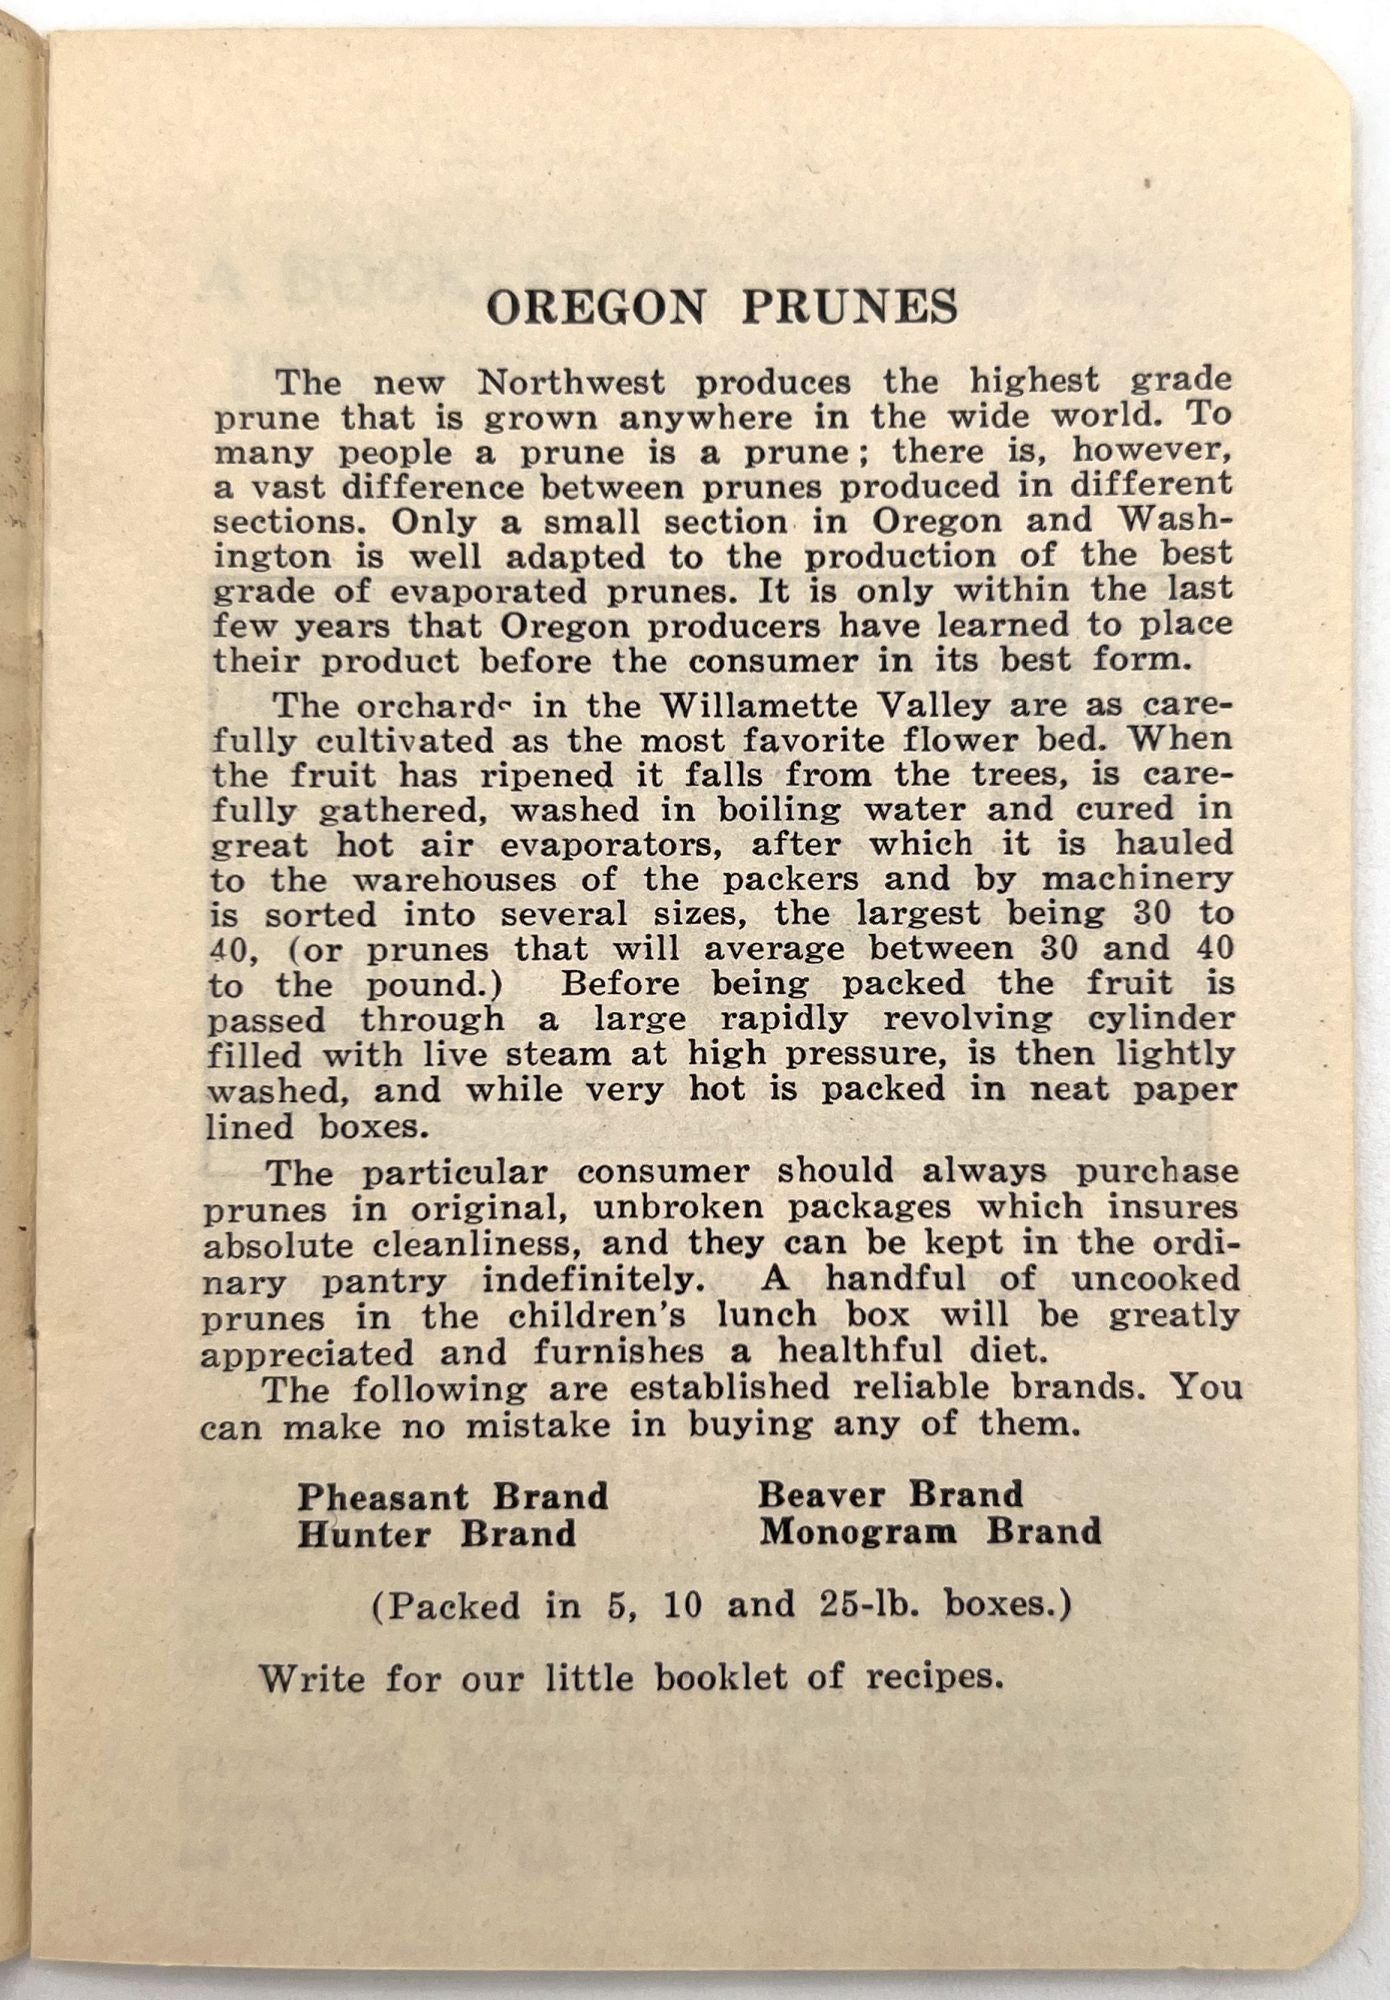 OREGON PRUNES
The new Northwest produces the highest grade
prune that is grown anywhere in the wide world. To
many people a prune is a prune; there is, however,
a vast difference between prunes produced in different
sections. Only a small section in Oregon and Wash-
ington is well adapted to the production of the best
grade of evaporated prunes. It is only within the last
few years that Oregon producers have learned to place
their product before the consumer in its best form.
The orchards in the Willamette Valley are as care-
fully cultivated as the most favorite flower bed. When
the fruit has ripened it falls from the trees, is care-
fully gathered, washed in boiling water and cured in
great hot air evaporators, after which it is hauled
to the warehouses of the packers and by machinery
is sorted into several sizes, the largest being 30 to
40, (or prunes that will average between 30 and 40
to the pound.) Before being packed the fruit is
passed through a large rapidly revolving cylinder
filled with live steam at high pressure, is then lightly
washed, and while very hot is packed in neat paper
lined boxes.
The particular consumer should always purchase
prunes in original, unbroken packages which insures
absolute cleanliness, and they can be kept in the ordi-
nary pantry indefinitely. A handful of uncooked
prunes in the children's lunch box will be greatly
appreciated and furnishes a healthful diet.
The following are established reliable brands. You
can make no mistake in buying any of them.
Pheasant Brand Beaver Brand
Hunter Brand Monogram Brand
(Packed in 5, 10 and 25-lb. boxes.)
Write for our little booklet of recipes.